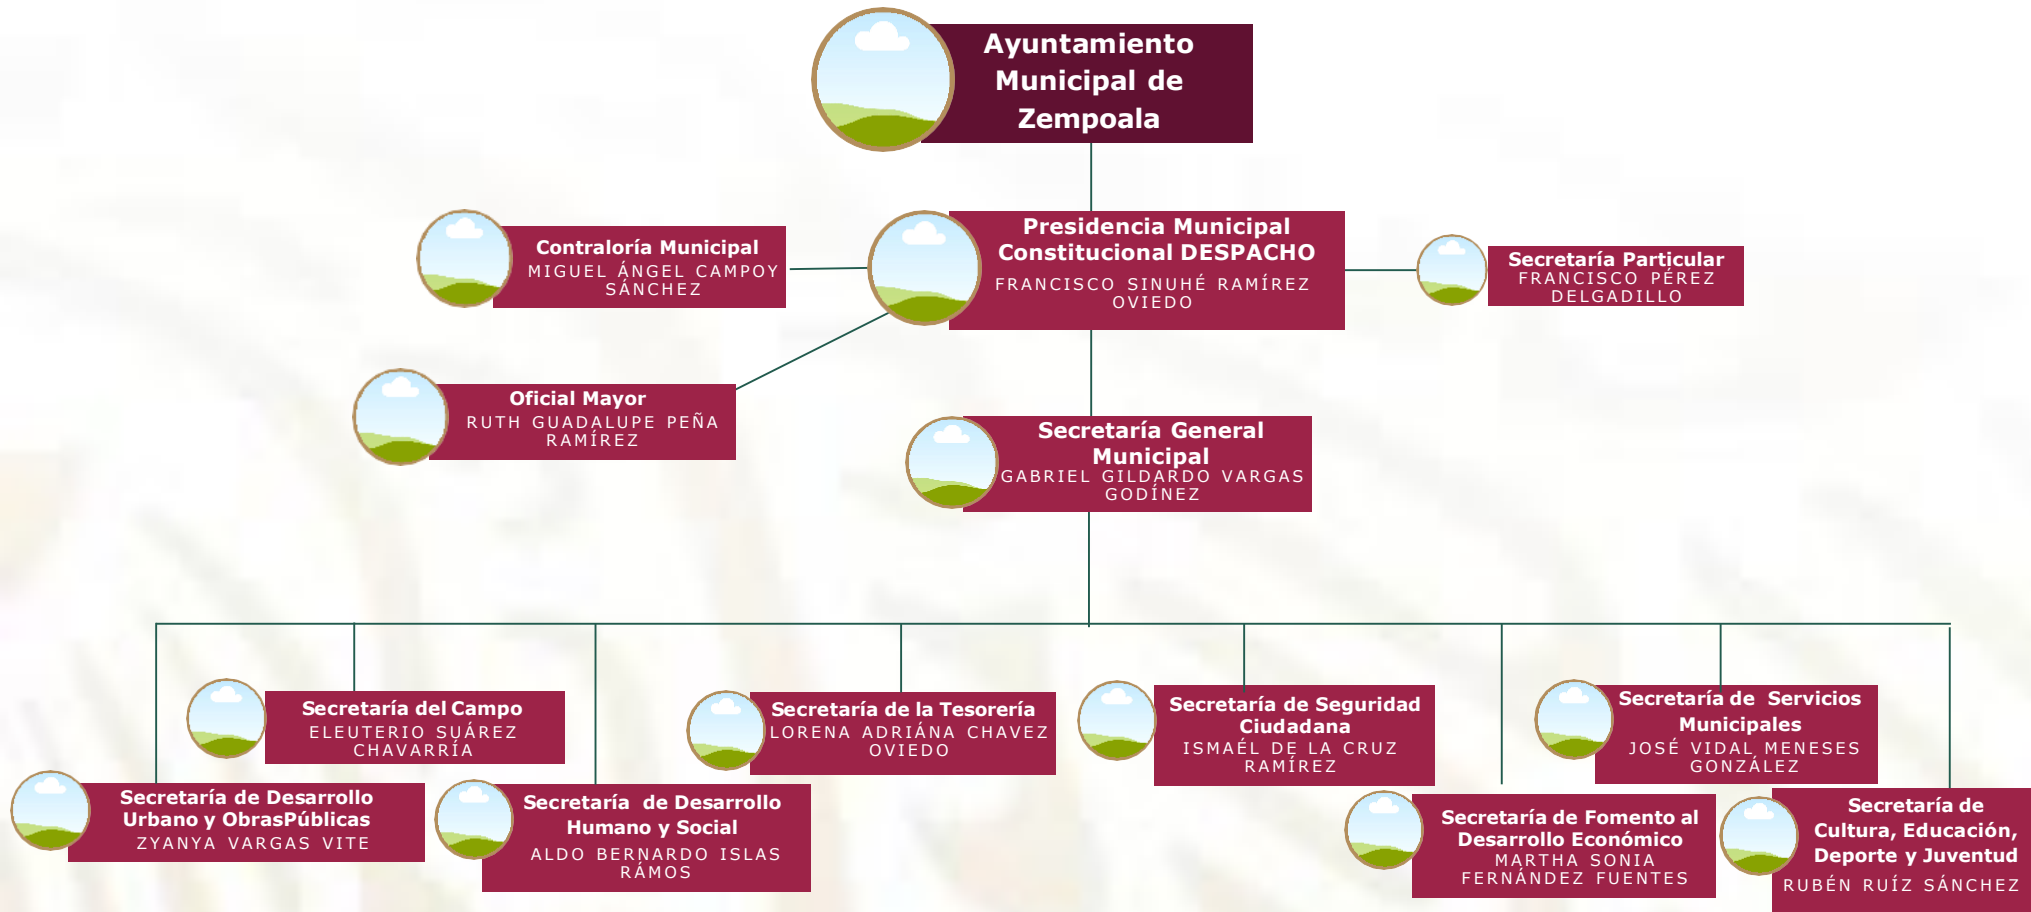 Ayuntamiento
Municipal de
Zempoala
Presidencia Municipal
Constitucional DESPACHO
FRANCISCO SINUHÉ RAMÍREZ
OVIEDO
Contraloría Municipal
MIGUEL ÁNGEL CAMPOY
SÁNCHEZ
Secretaría Particular
FRANCISCO PÉREZ
DELGADILLO
Oficial Mayor
RUTH GUADALUPE PEÑA
RAMÍREZ
Secretaría General
Municipal
GABRIEL GILDARDO VARGAS
GODÍNEZ
Secretaría del Campo
ELEUTERIO SUÁREZ
CHAVARRÍA
Secretaría de la Tesorería
LORENA ADRIÁNA CHAVEZ
OVIEDO
Secretaría de Seguridad
Ciudadana
ISMAÉL DE LA CRUZ
RAMÍREZ
Secretaría de  Servicios
Municipales
JOSÉ VIDAL MENESES
GONZÁLEZ
Secretaría de Desarrollo
Urbano y ObrasPúblicas
ZYANYA VARGAS VITE
Secretaría  de Desarrollo
Humano y Social
ALDO BERNARDO ISLAS
RÁMOS
Secretaría de Fomento al
Desarrollo Económico
MARTHA SONIA
FERNÁNDEZ FUENTES
Secretaría de
Cultura, Educación,
Deporte y Juventud
RUBÉN RUÍZ SÁNCHEZ